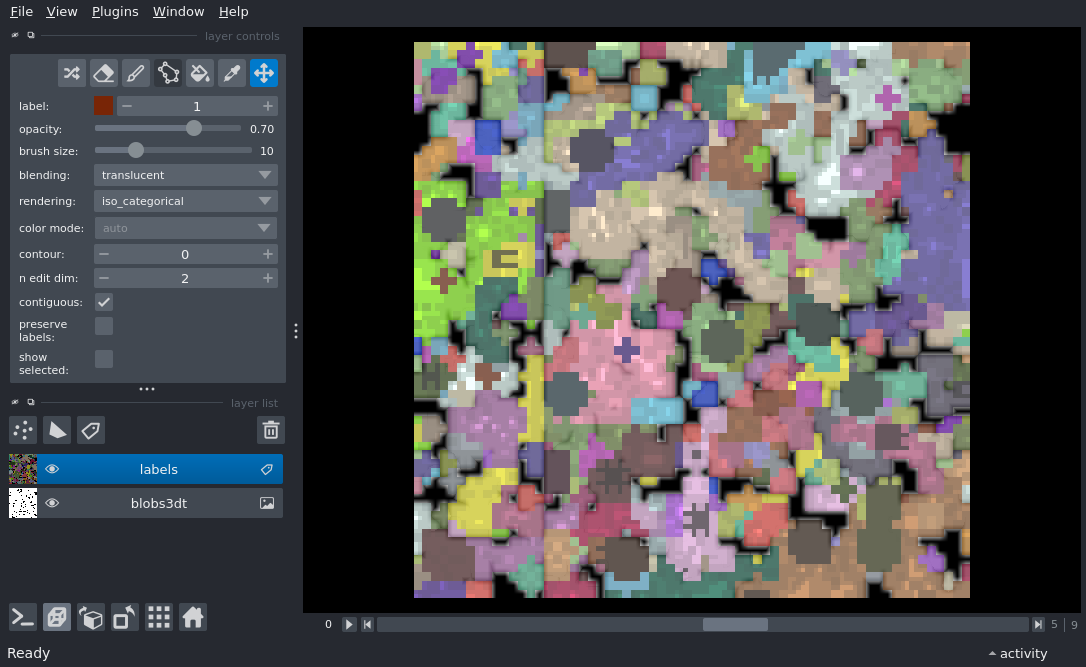 File View Plugins Window Help
layer controls
label: 1
opacity: 0.70
brush size: 10
blending: translucent
rendering: iso_categorical
color mode: auto
contour: 0
n edit dim: 2
contiguous:
preserve
labels:
show
selected:
layer list
labels
blobs3dt
0 5 | 9
Ready activity